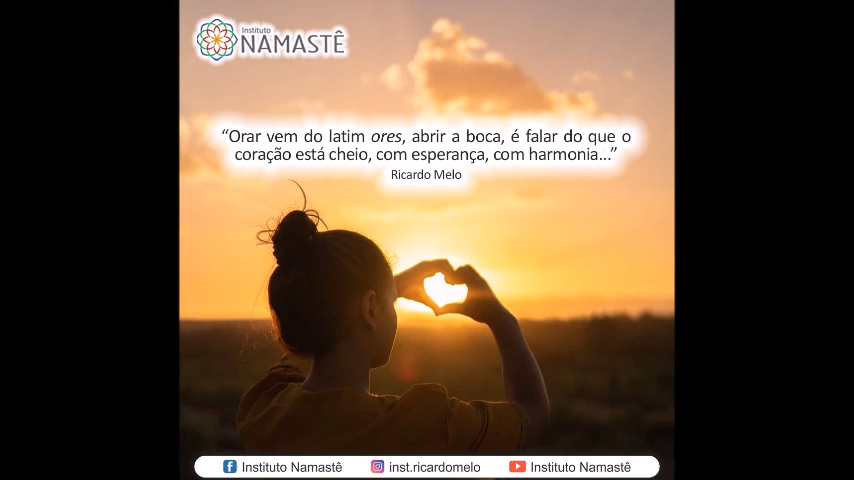 Instituto
NAMASTÊ
“Orar vem do latim ores, abrir a boca, é falar do que o
coração está cheio, com esperança, com harmonia...”
Ricardo Melo
Instituto Namastê inst.ricardomelo Instituto Namastê